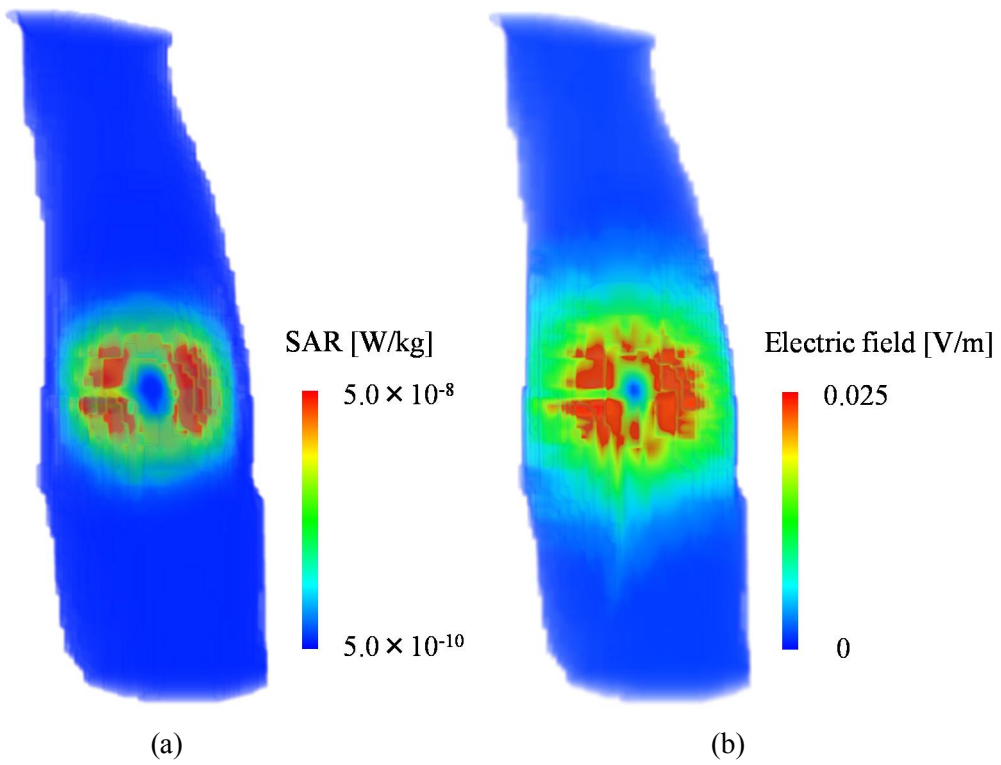 SAR [W/kg]
5.0 × 10⁻⁸
5.0 × 10⁻¹⁰
(a)
Electric field [V/m]
0.025
0
(b)